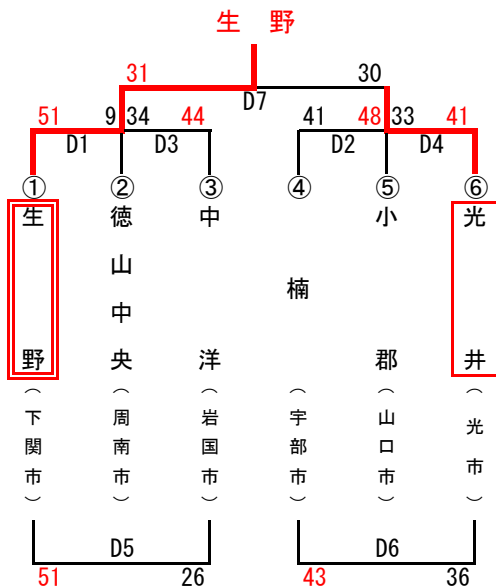 生 野
31 30
D7
51 9 34 44 41 48 33 41
D1 D3 D2 D4
① ② ③ ④ ⑤ ⑥
生野
(下関市)
徳山中央
(周南市)
中洋
(岩国市)
楠
(宇部市)
小郡
(山口市)
光井
(光市)
D5 D6
51 26 43 36